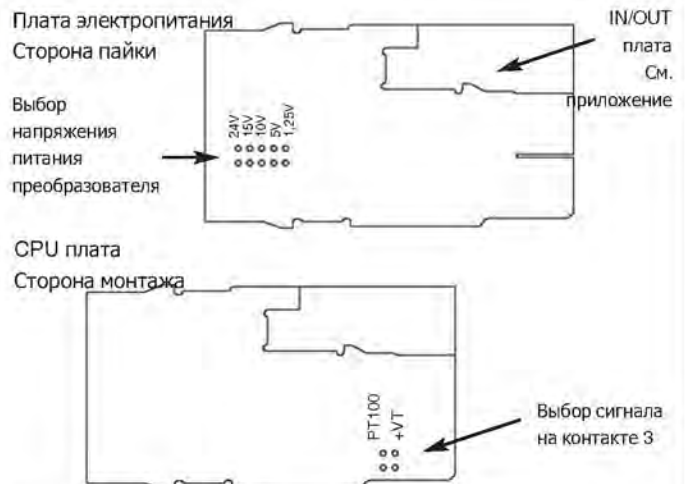 Плата электропитания
Сторона пайки
IN/OUT
плата
См.
приложение
Выбор
напряжения
питания
преобразователя
24V
15V
10V
5V
1,25V
CPU плата
Сторона монтажа
PT100
+VT
Выбор сигнала
на контакте 3